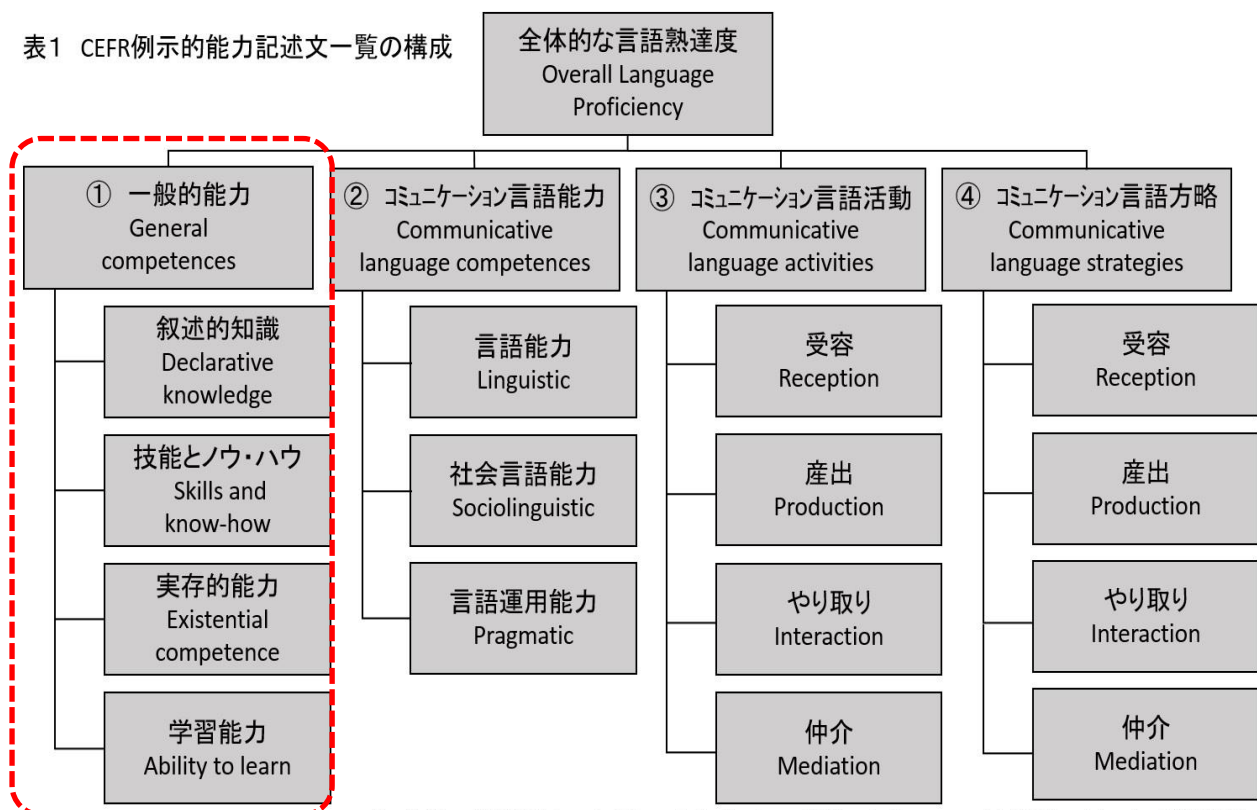 表1 CEFR例示的能力記述文一覧の構成
全体的な言語熟達度
Overall Language
Proficiency
① 一般的能力
General
competences
叙述的知識
Declarative
knowledge
技能とノウ・ハウ
Skills and
know-how
実存的能力
Existential
competence
学習能力
Ability to learn
② コミュニケーション言語能力
Communicative
language competences
言語能力
Linguistic
社会言語能力
Sociolinguistic
言語運用能力
Pragmatic
③ コミュニケーション言語活動
Communicative
language activities
受容
Reception
産出
Production
やり取り
Interaction
仲介
Mediation
④ コミュニケーション言語方略
Communicative
language strategies
受容
Reception
産出
Production
やり取り
Interaction
仲介
Mediation